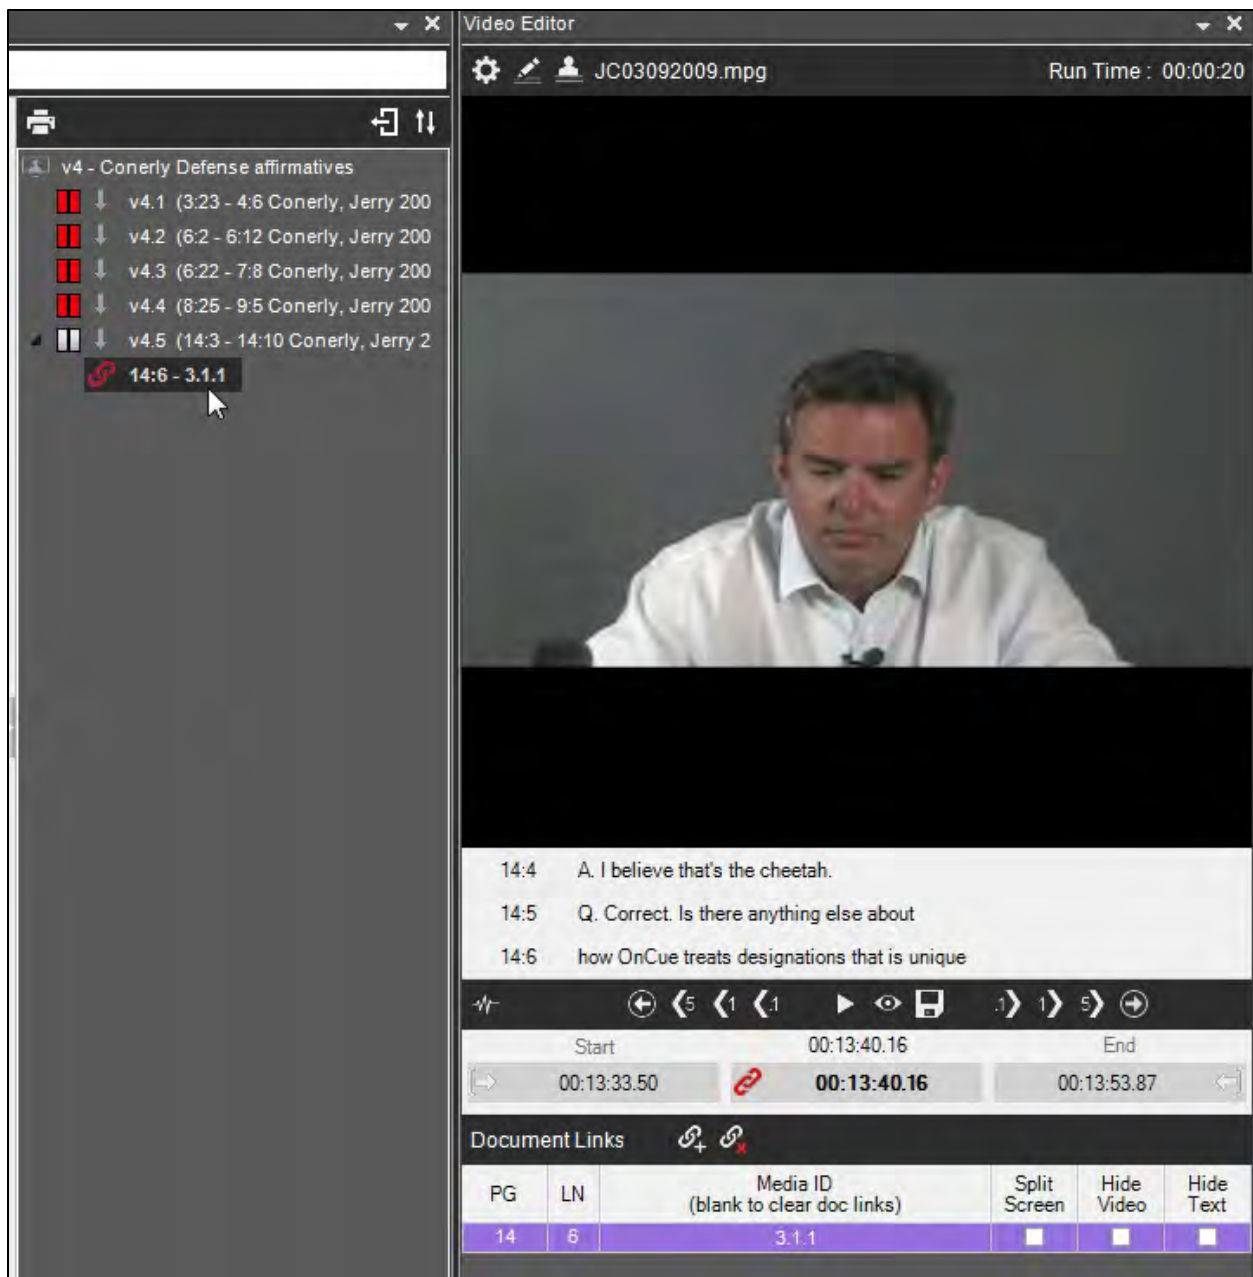 Video Editor
JC03092009.mpg
Run Time : 00:00:20
v4 - Conerly Defense affirmatives
v4.1 (3:23 - 4:6 Conerly, Jerry 200
v4.2 (6:2 - 6:12 Conerly, Jerry 200
v4.3 (6:22 - 7:8 Conerly, Jerry 200
v4.4 (8:25 - 9:5 Conerly, Jerry 200
v4.5 (14:3 - 14:10 Conerly, Jerry 2
14:6 - 3.1.1
14:4 A. I believe that's the cheetah.
14:5 Q. Correct. Is there anything else about
14:6 how OnCue treats designations that is unique
5 1 .1 .1 1 5
Start 00:13:40.16 End
00:13:33.50 00:13:40.16 00:13:53.87
Document Links
PG LN Media ID (blank to clear doc links) Split Screen Hide Video Hide Text
14 6 3.1.1